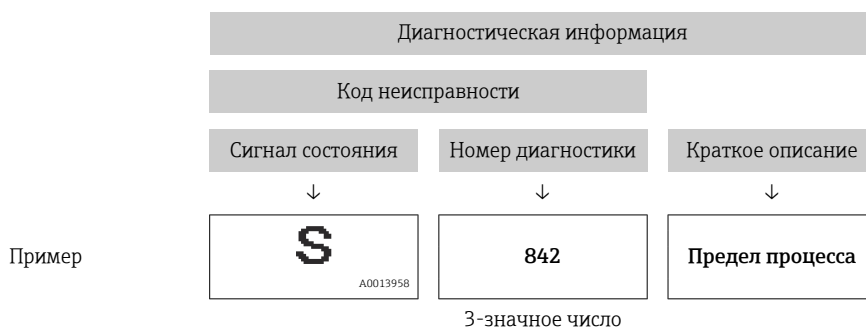 Диагностическая информация
Код неисправности
Сигнал состояния Номер диагностики Краткое описание
↓ ↓ ↓
Пример S 842 Предел процесса
A0013958
3-значное число